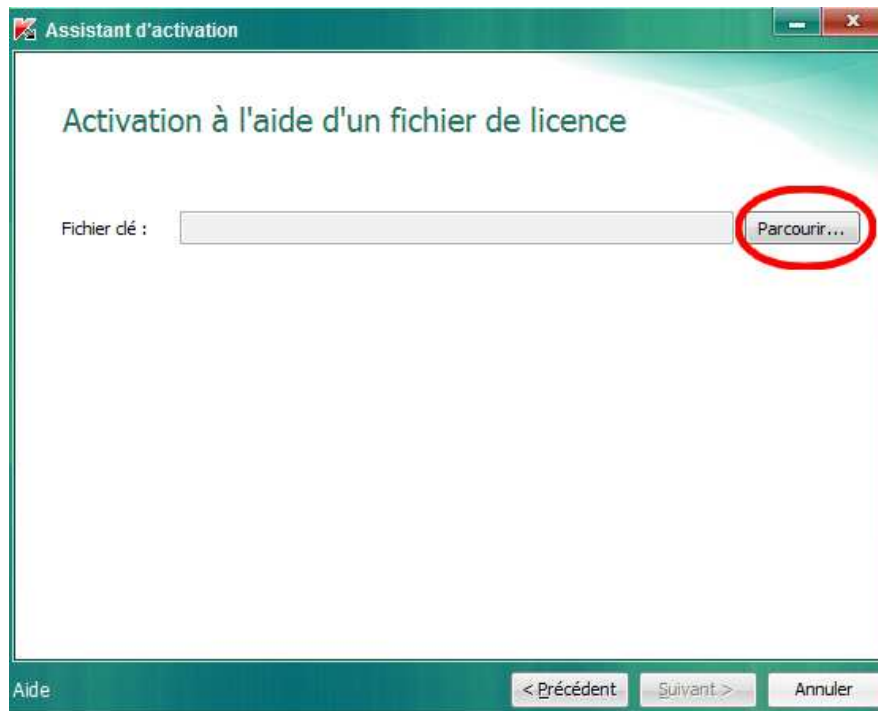 Assistant d'activation
Activation à l'aide d'un fichier de licence
Fichier clé :
Parcourir...
Aide
< Précédent
Suivant >
Annuler